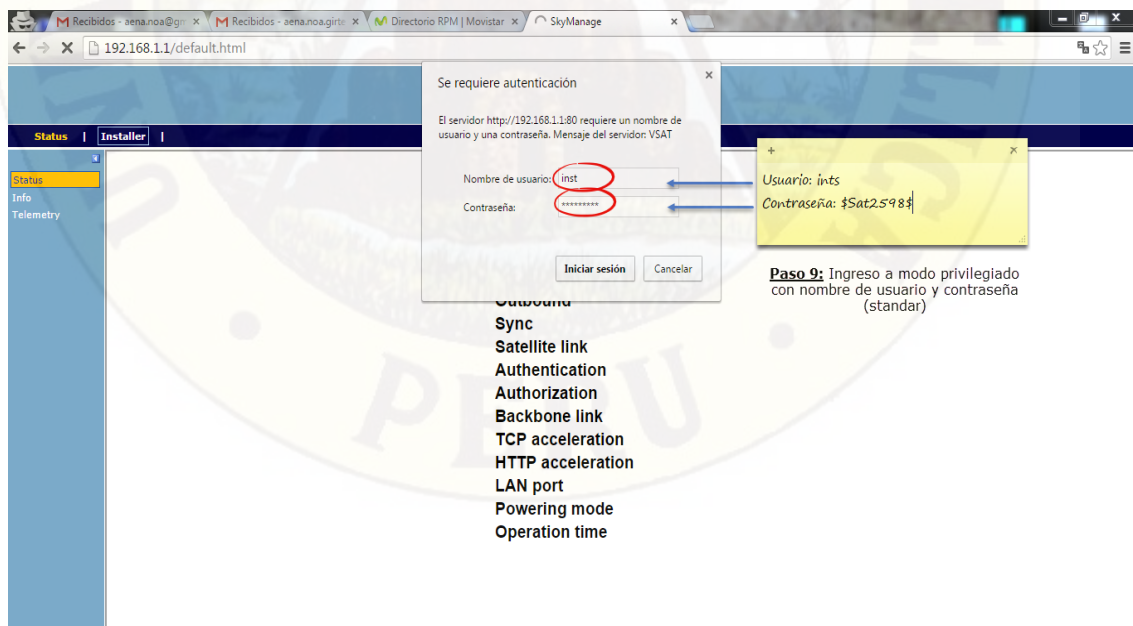 Recibidos - aena.noa@gm
Recibidos - aena.noa.girte
Directorio RPM | Movistar
SkyManage
192.168.1.1/default.html
Se requiere autenticación
El servidor http://192.168.1.1:80 requiere un nombre de
usuario y una contraseña. Mensaje del servidor: VSAT
Status | Installer |
Status
Info
Telemetry
Nombre de usuario: inst
Contraseña: *********
Iniciar sesión Cancelar
Usuario: ints
Contraseña: $Sat2598$
Paso 9: Ingreso a modo privilegiado
con nombre de usuario y contraseña
(standar)
Outbound
Sync
Satellite link
Authentication
Authorization
Backbone link
TCP acceleration
HTTP acceleration
LAN port
Powering mode
Operation time
PERU